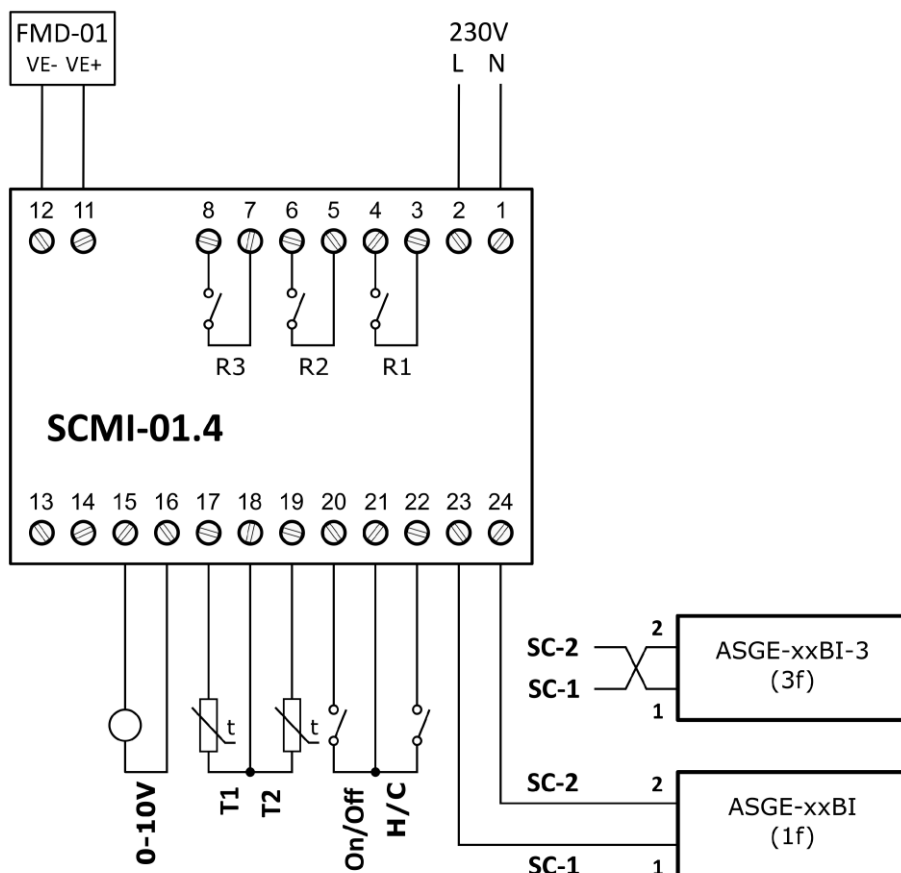 FMD-01
VE- VE+
230V
L N
12 11 8 7 6 5 4 3 2 1
R3 R2 R1
SCMI-01.4
13 14 15 16 17 18 19 20 21 22 23 24
0-10V
t
T1
T2
t
On/Off
H/C
SC-2
2
SC-1
1
ASGE-xxBI-3
(3f)
SC-2
2
SC-1
1
ASGE-xxBI
(1f)